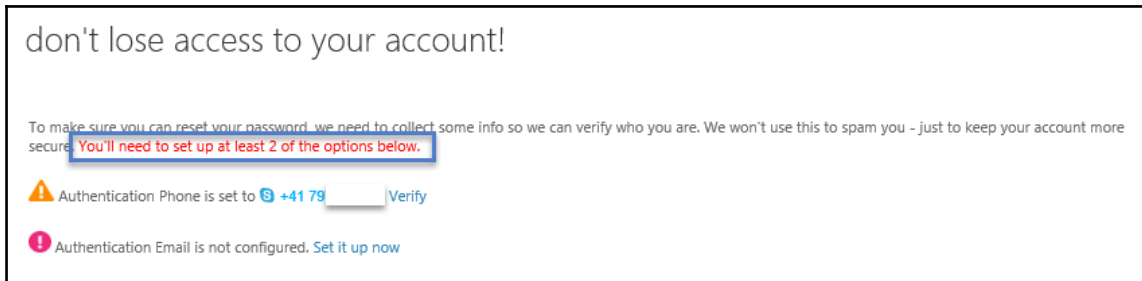 don't lose access to your account!
To make sure you can reset your password, we need to collect some info so we can verify who you are. We won't use this to spam you - just to keep your account more
secure. You'll need to set up at least 2 of the options below.
Authentication Phone is set to +41 79 Verify
Authentication Email is not configured. Set it up now